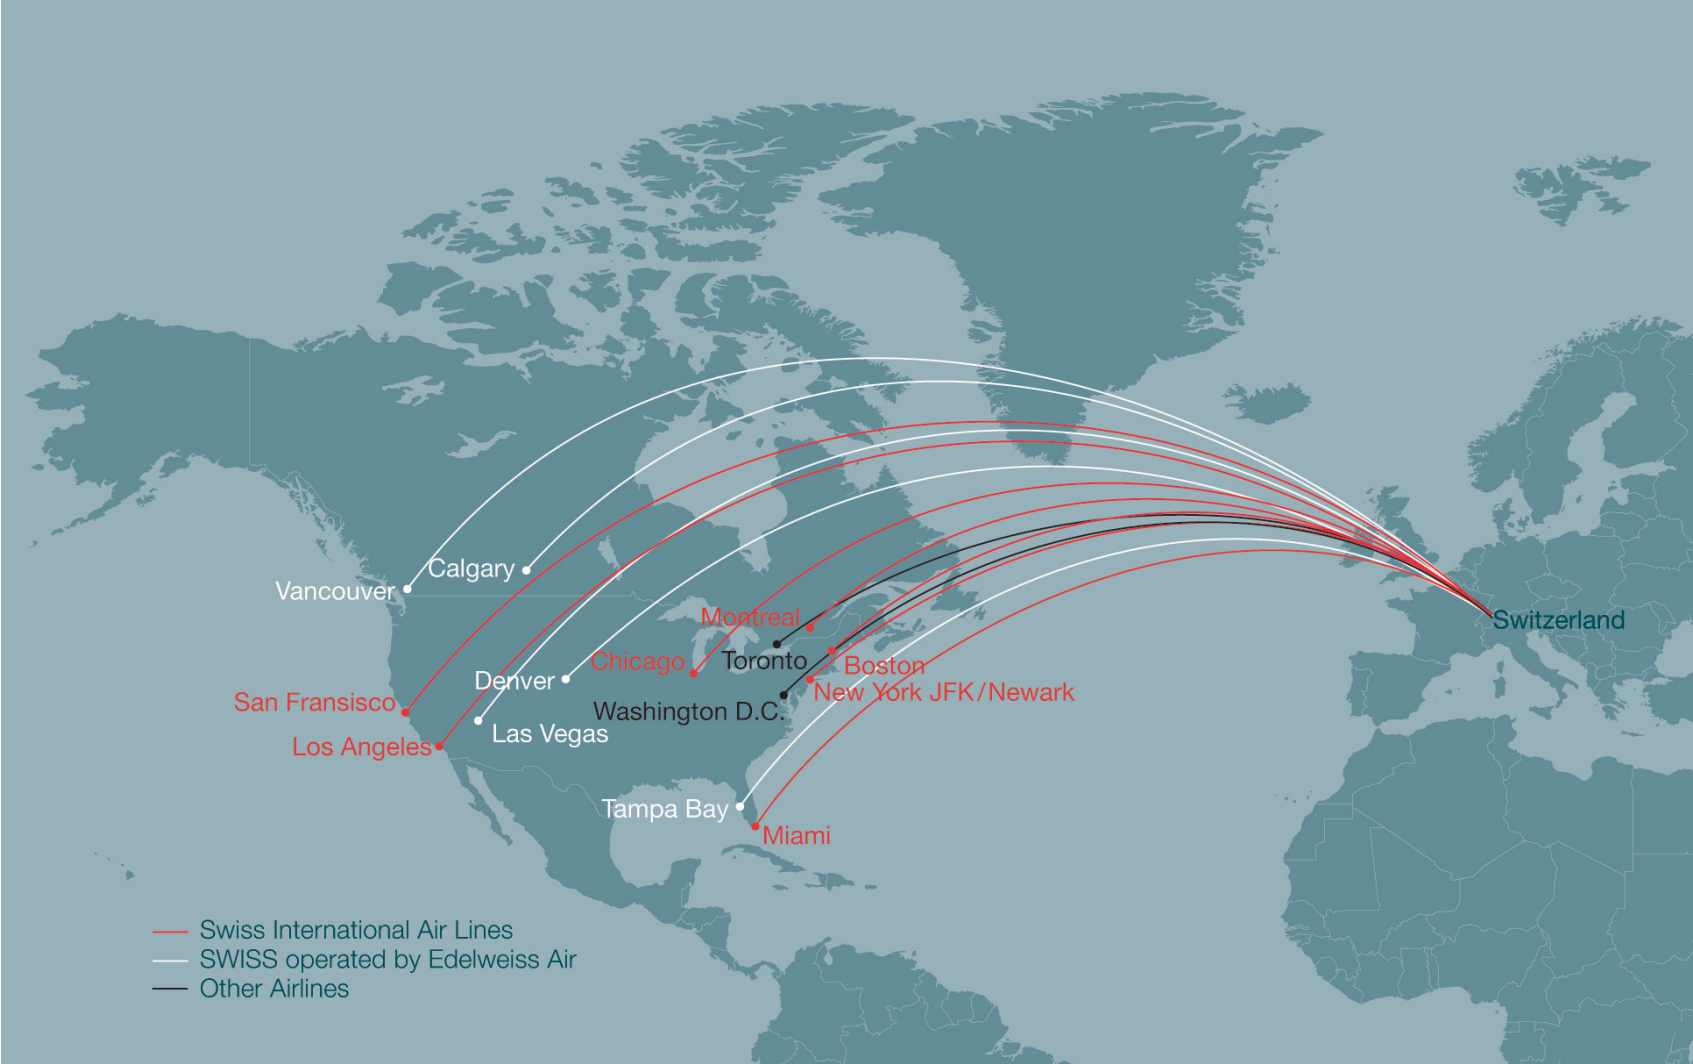 Calgary
Vancouver
Montreal
Switzerland
Chicago
Toronto
Boston
Denver
New York JFK/Newark
San Fransisco
Washington D.C.
Las Vegas
Los Angeles
Tampa Bay
Miami
Swiss International Air Lines
SWISS operated by Edelweiss Air
Other Airlines